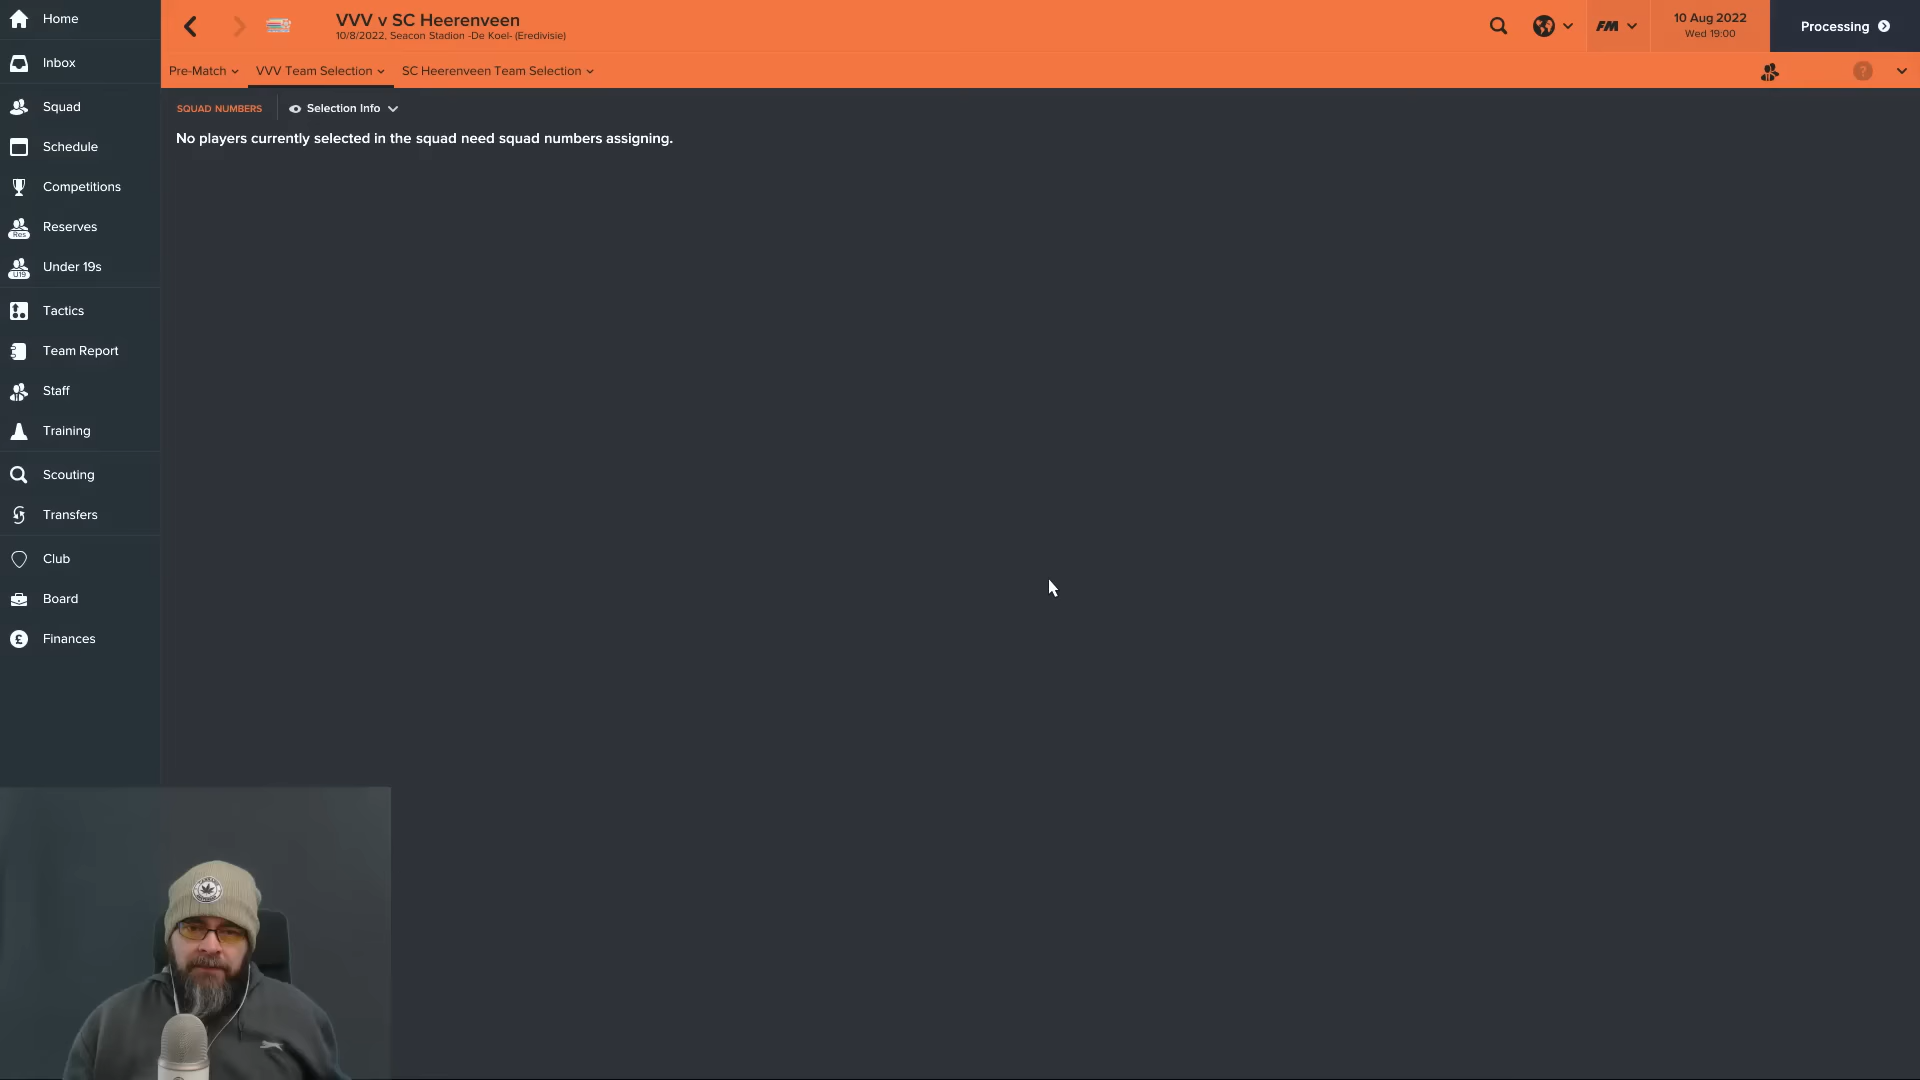 Home
Inbox
Squad
Schedule
Competitions
Res
Reserves
U19
Under 19s
Tactics
Team Report
Staff
Training
Scouting
Transfers
Club
Board
£
Finances
VVV v SC Heerenveen
10/8/2022, Seacon Stadion -De Koel- (Eredivisie)
FM
10 Aug 2022
Wed 19:00
Processing
Pre-Match
VVV Team Selection
SC Heerenveen Team Selection
?
SQUAD NUMBERS
Selection Info
No players currently selected in the squad need squad numbers assigning.